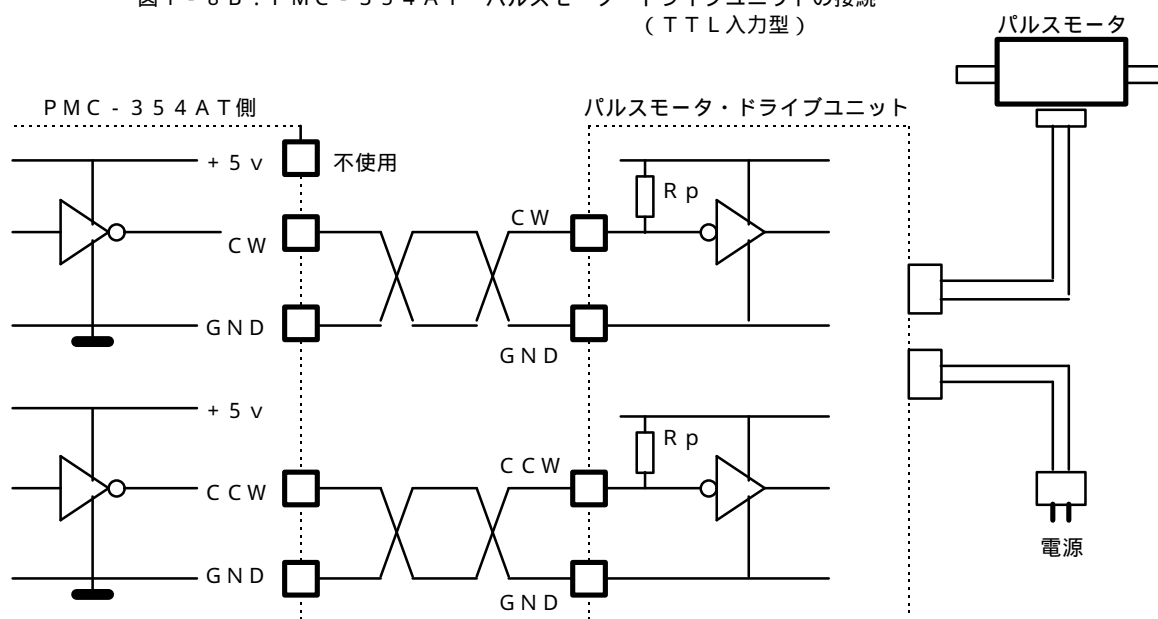 (TTL入力型)
パルスモータ
PMC-354AT側
パルスモータ・ドライブユニット
+5v
不使用
Rp
CW
CW
GND
GND
+5v
Rp
CCW
CCW
GND
GND
電源